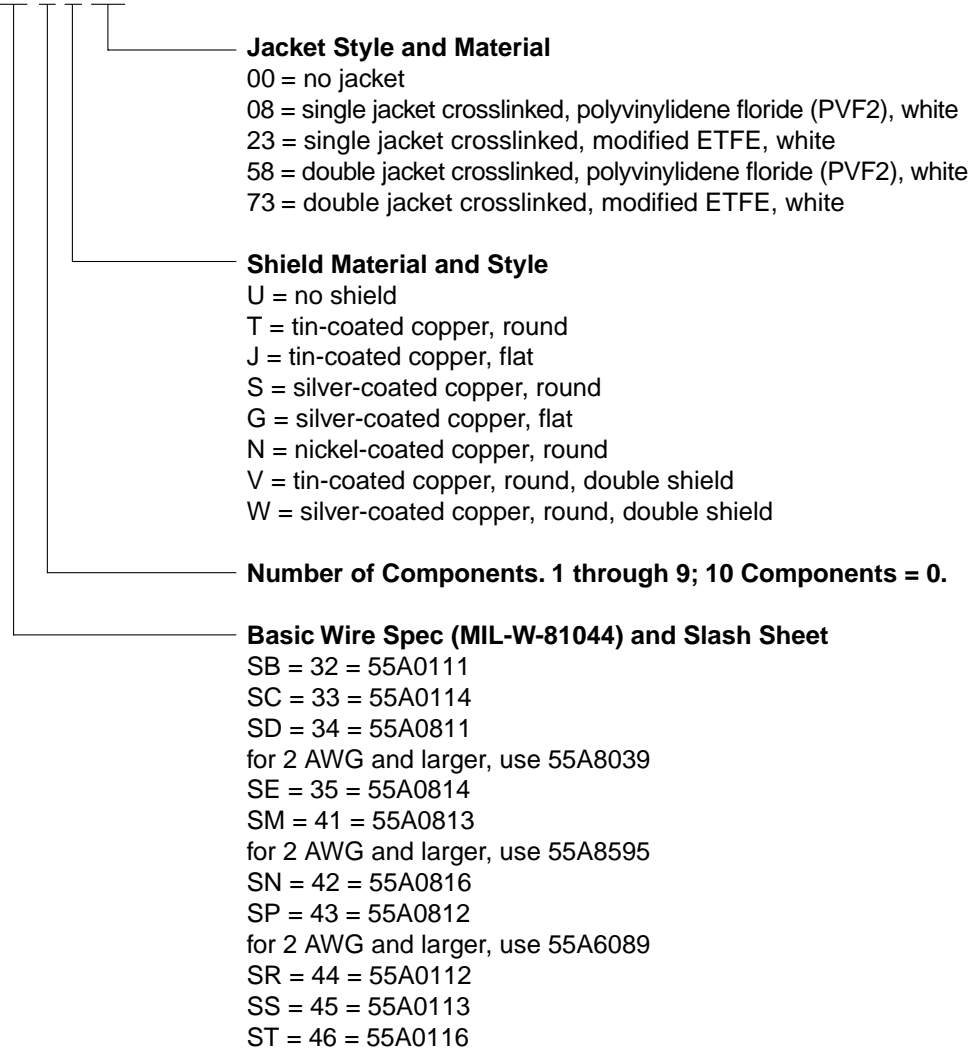 Jacket Style and Material
00 = no jacket
08 = single jacket crosslinked, polyvinylidene floride (PVF2), white
23 = single jacket crosslinked, modified ETFE, white
58 = double jacket crosslinked, polyvinylidene floride (PVF2), white
73 = double jacket crosslinked, modified ETFE, white
Shield Material and Style
U = no shield
T = tin-coated copper, round
J = tin-coated copper, flat
S = silver-coated copper, round
G = silver-coated copper, flat
N = nickel-coated copper, round
V = tin-coated copper, round, double shield
W = silver-coated copper, round, double shield
Number of Components. 1 through 9; 10 Components = 0.
Basic Wire Spec (MIL-W-81044) and Slash Sheet
SB = 32 = 55A0111
SC = 33 = 55A0114
SD = 34 = 55A0811
for 2 AWG and larger, use 55A8039
SE = 35 = 55A0814
SM = 41 = 55A0813
for 2 AWG and larger, use 55A8595
SN = 42 = 55A0816
SP = 43 = 55A0812
for 2 AWG and larger, use 55A6089
SR = 44 = 55A0112
SS = 45 = 55A0113
ST = 46 = 55A0116